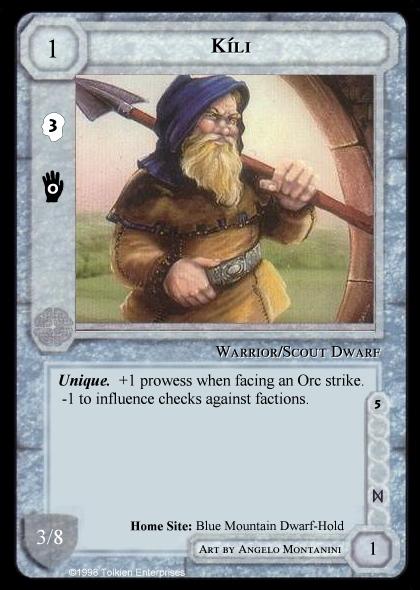 1
KÍLI
3
WARRIOR/SCOUT DWARF
Unique. +1 prowess when facing an Orc strike.
-1 to influence checks against factions.
5
ᛞ
Home Site: Blue Mountain Dwarf-Hold
3/8
ART BY ANGELO MONTANINI
1
©1998 Tolkien Enterprises